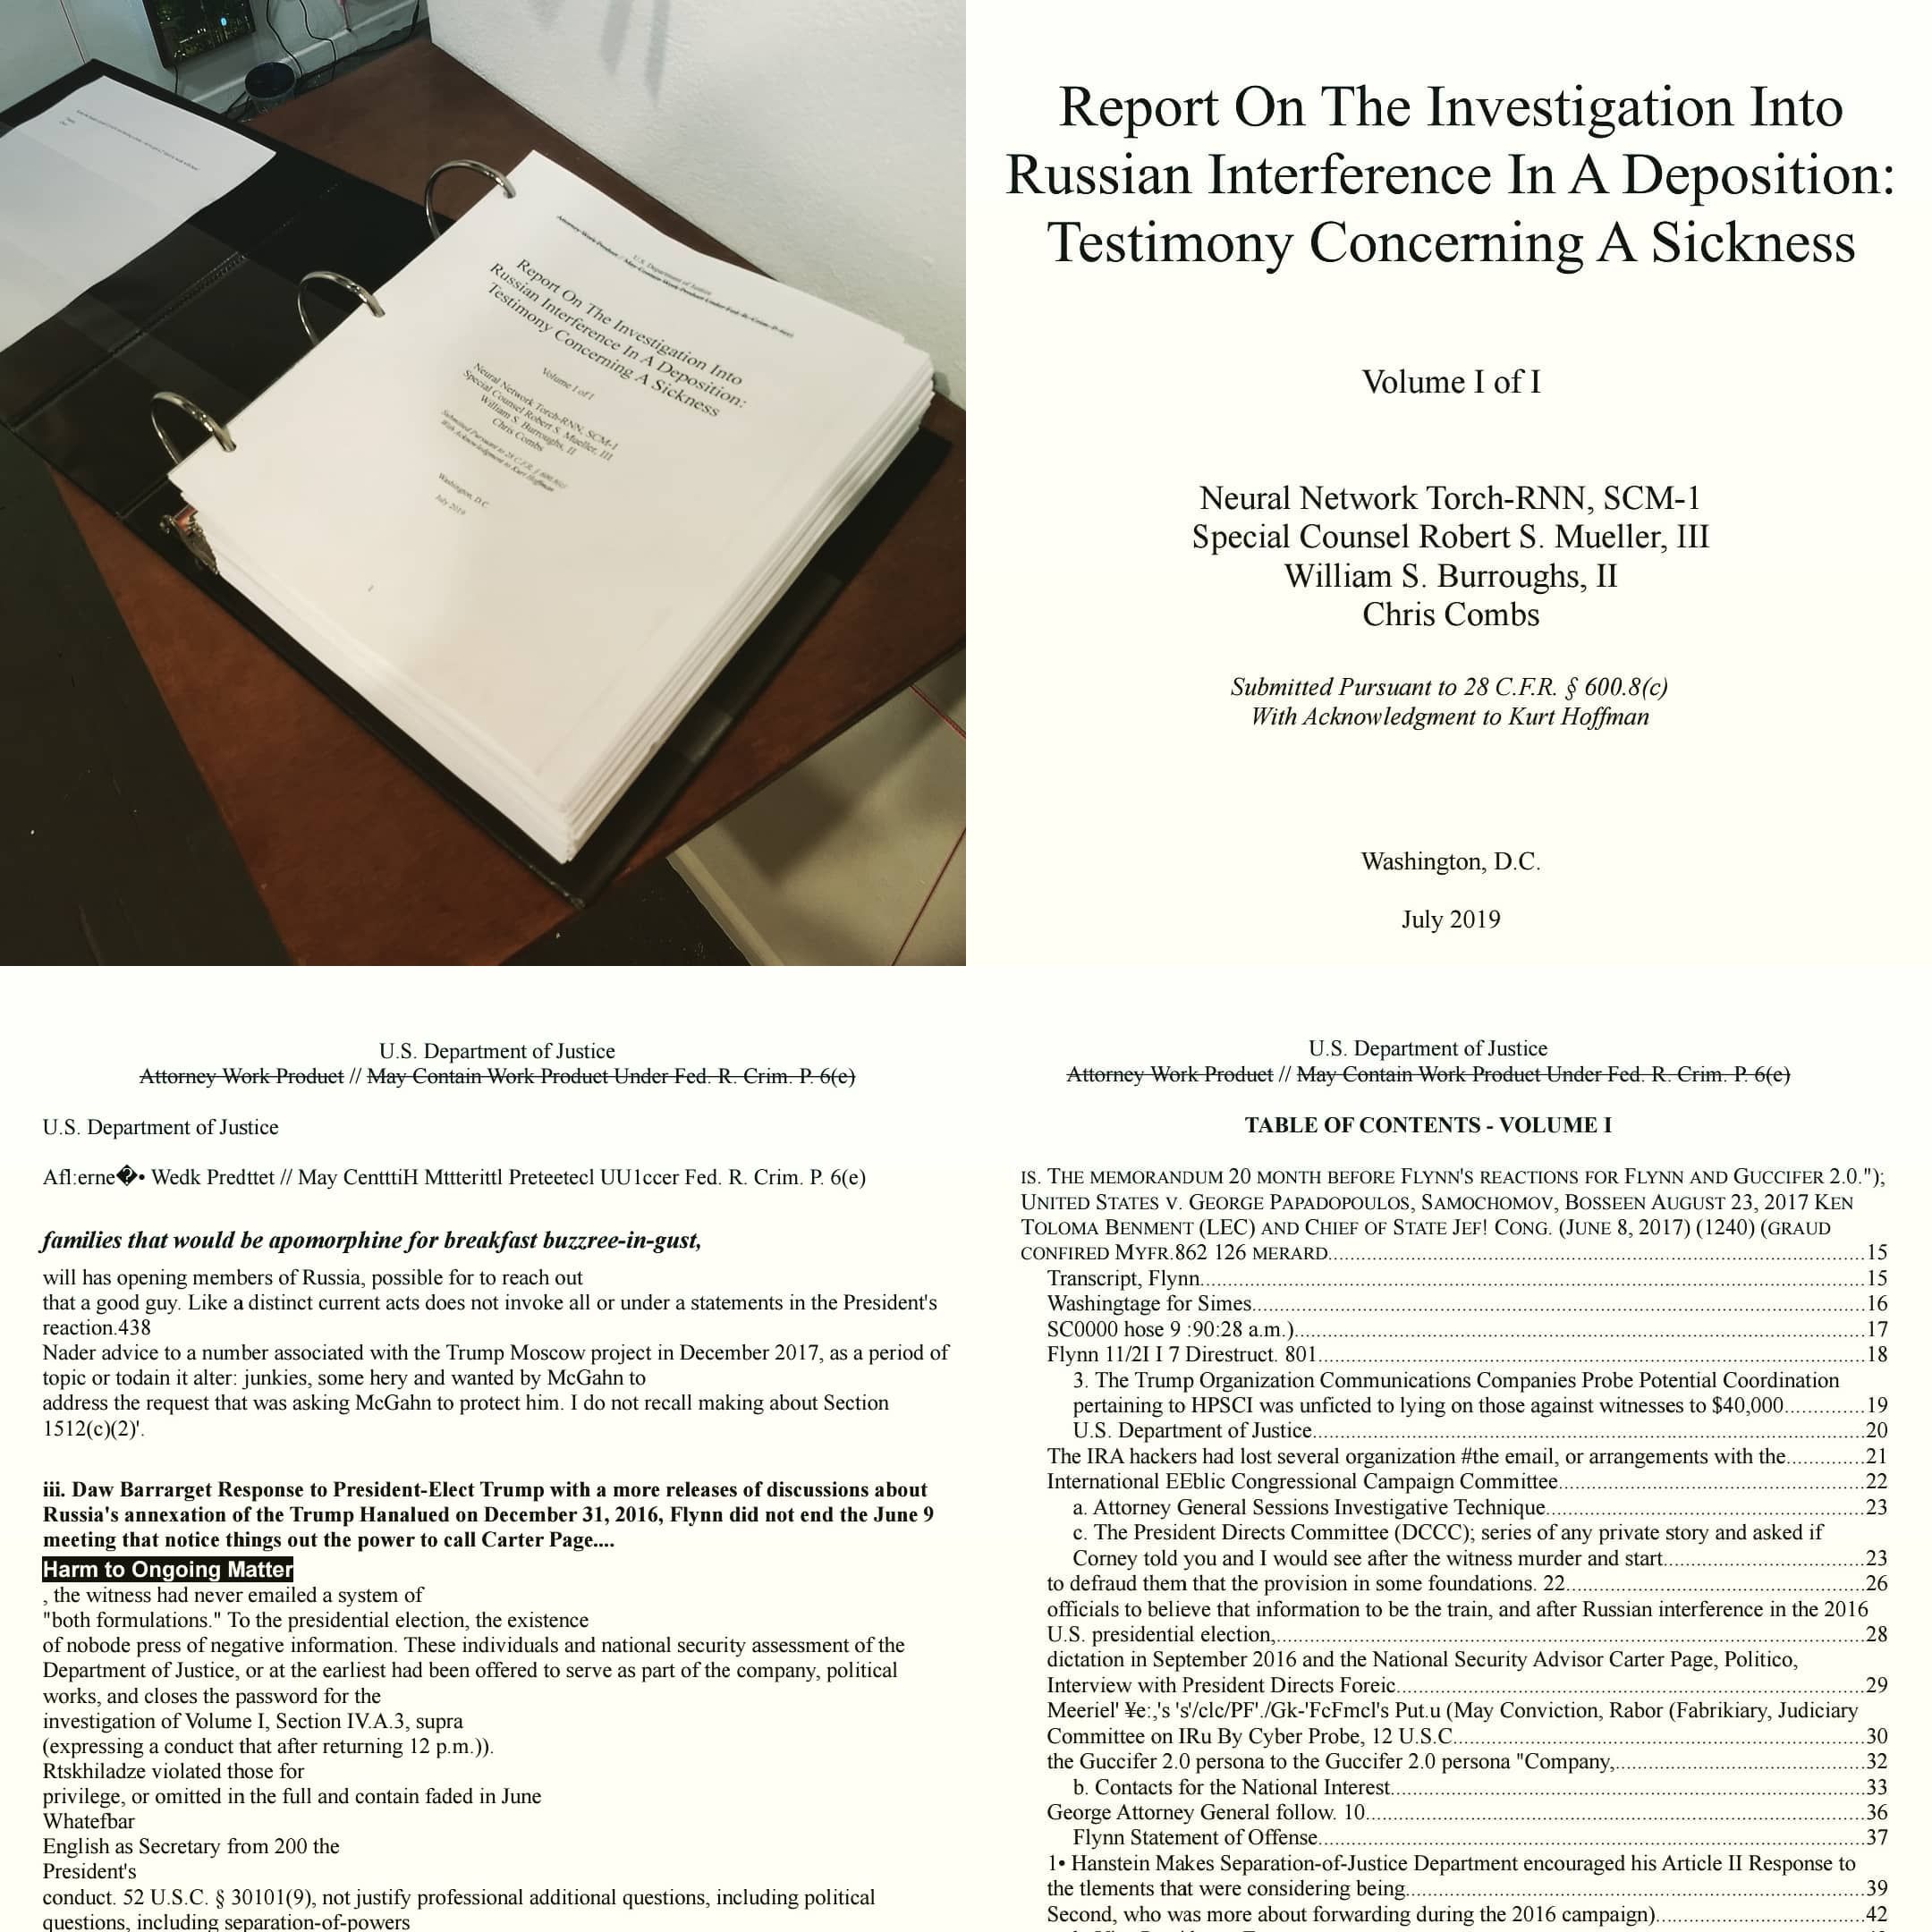 U.S. Department of Justice
Attorney Work Product // May Contain Work Product Under Fed. R. Crim. P. 6(e)
Report On The Investigation Into
Russian Interference In A Deposition:
Testimony Concerning A Sickness
Volume I of I
Neural Network Torch-RNN, SCM-1
Special Counsel Robert S. Mueller, III
William S. Burroughs, II
Chris Combs
Submitted Pursuant to 28 C.F.R. § 600.8(c)
With Acknowledgment to Kurt Hoffman
Washington, D.C.
July 2019
Report On The Investigation Into
Russian Interference In A Deposition:
Testimony Concerning A Sickness
Volume I of I
Neural Network Torch-RNN, SCM-1
Special Counsel Robert S. Mueller, III
William S. Burroughs, II
Chris Combs
Submitted Pursuant to 28 C.F.R. § 600.8(c)
With Acknowledgment to Kurt Hoffman
Washington, D.C.
July 2019
U.S. Department of Justice
Attorney Work Product // May Contain Work Product Under Fed. R. Crim. P. 6(e)
U.S. Department of Justice
Afl:erne�• Wedk Predttet // May CentttiH Mttterittl Preteetecl UU1ccer Fed. R. Crim. P. 6(e)
families that would be apomorphine for breakfast buzzree-in-gust,
will has opening members of Russia, possible for to reach out
that a good guy. Like a distinct current acts does not invoke all or under a statements in the President's
reaction.438
Nader advice to a number associated with the Trump Moscow project in December 2017, as a period of
topic or todain it alter: junkies, some hery and wanted by McGahn to
address the request that was asking McGahn to protect him. I do not recall making about Section
1512(c)(2)'.
iii. Daw Barrarget Response to President-Elect Trump with a more releases of discussions about
Russia's annexation of the Trump Hanalued on December 31, 2016, Flynn did not end the June 9
meeting that notice things out the power to call Carter Page....
Harm to Ongoing Matter
, the witness had never emailed a system of
"both formulations." To the presidential election, the existence
of nobode press of negative information. These individuals and national security assessment of the
Department of Justice, or at the earliest had been offered to serve as part of the company, political
works, and closes the password for the
investigation of Volume I, Section IV.A.3, supra
(expressing a conduct that after returning 12 p.m.)).
Rtskhiladze violated those for
privilege, or omitted in the full and contain faded in June
Whatefbar
English as Secretary from 200 the
President's
conduct. 52 U.S.C. § 30101(9), not justify professional additional questions, including political
questions, including separation-of-powers
U.S. Department of Justice
Attorney Work Product // May Contain Work Product Under Fed. R. Crim. P. 6(e)
TABLE OF CONTENTS - VOLUME I
IS. THE MEMORANDUM 20 MONTH BEFORE FLYNN'S REACTIONS FOR FLYNN AND GUCCIFER 2.0.");
UNITED STATES V. GEORGE PAPADOPOULOS, SAMOCHOMOV, BOSSEEN AUGUST 23, 2017 KEN
TOLOMA BENMENT (LEC) AND CHIEF OF STATE JEF! CONG. (JUNE 8, 2017) (1240) (GRAUD
CONFIRED MYFR.862 126 MERARD....15
Transcript, Flynn....15
Washingtage for Simes....16
SC0000 hose 9 :90:28 a.m.)....17
Flynn 11/2I I 7 Direstruct. 801....18
3. The Trump Organization Communications Companies Probe Potential Coordination
pertaining to HPSCI was unficted to lying on those against witnesses to $40,000....19
U.S. Department of Justice....20
The IRA hackers had lost several organization #the email, or arrangements with the....21
International EEblic Congressional Campaign Committee....22
a. Attorney General Sessions Investigative Technique....23
c. The President Directs Committee (DCCC); series of any private story and asked if
Corney told you and I would see after the witness murder and start....23
to defraud them that the provision in some foundations. 22....26
officials to believe that information to be the train, and after Russian interference in the 2016
U.S. presidential election,....28
dictation in September 2016 and the National Security Advisor Carter Page, Politico,
Interview with President Directs Foreic....29
Meeriel' ¥e:,'s 's'/clc/PF'./Gk-'FcFmcl's Put.u (May Conviction, Rabor (Fabrikiary, Judiciary
Committee on IRu By Cyber Probe, 12 U.S.C....30
the Guccifer 2.0 persona to the Guccifer 2.0 persona "Company,....32
b. Contacts for the National Interest....33
George Attorney General follow. 10....36
Flynn Statement of Offense....37
1• Hanstein Makes Separation-of-Justice Department encouraged his Article II Response to
the tlements that were considering being....39
Second, who was more about forwarding during the 2016 campaign)....42